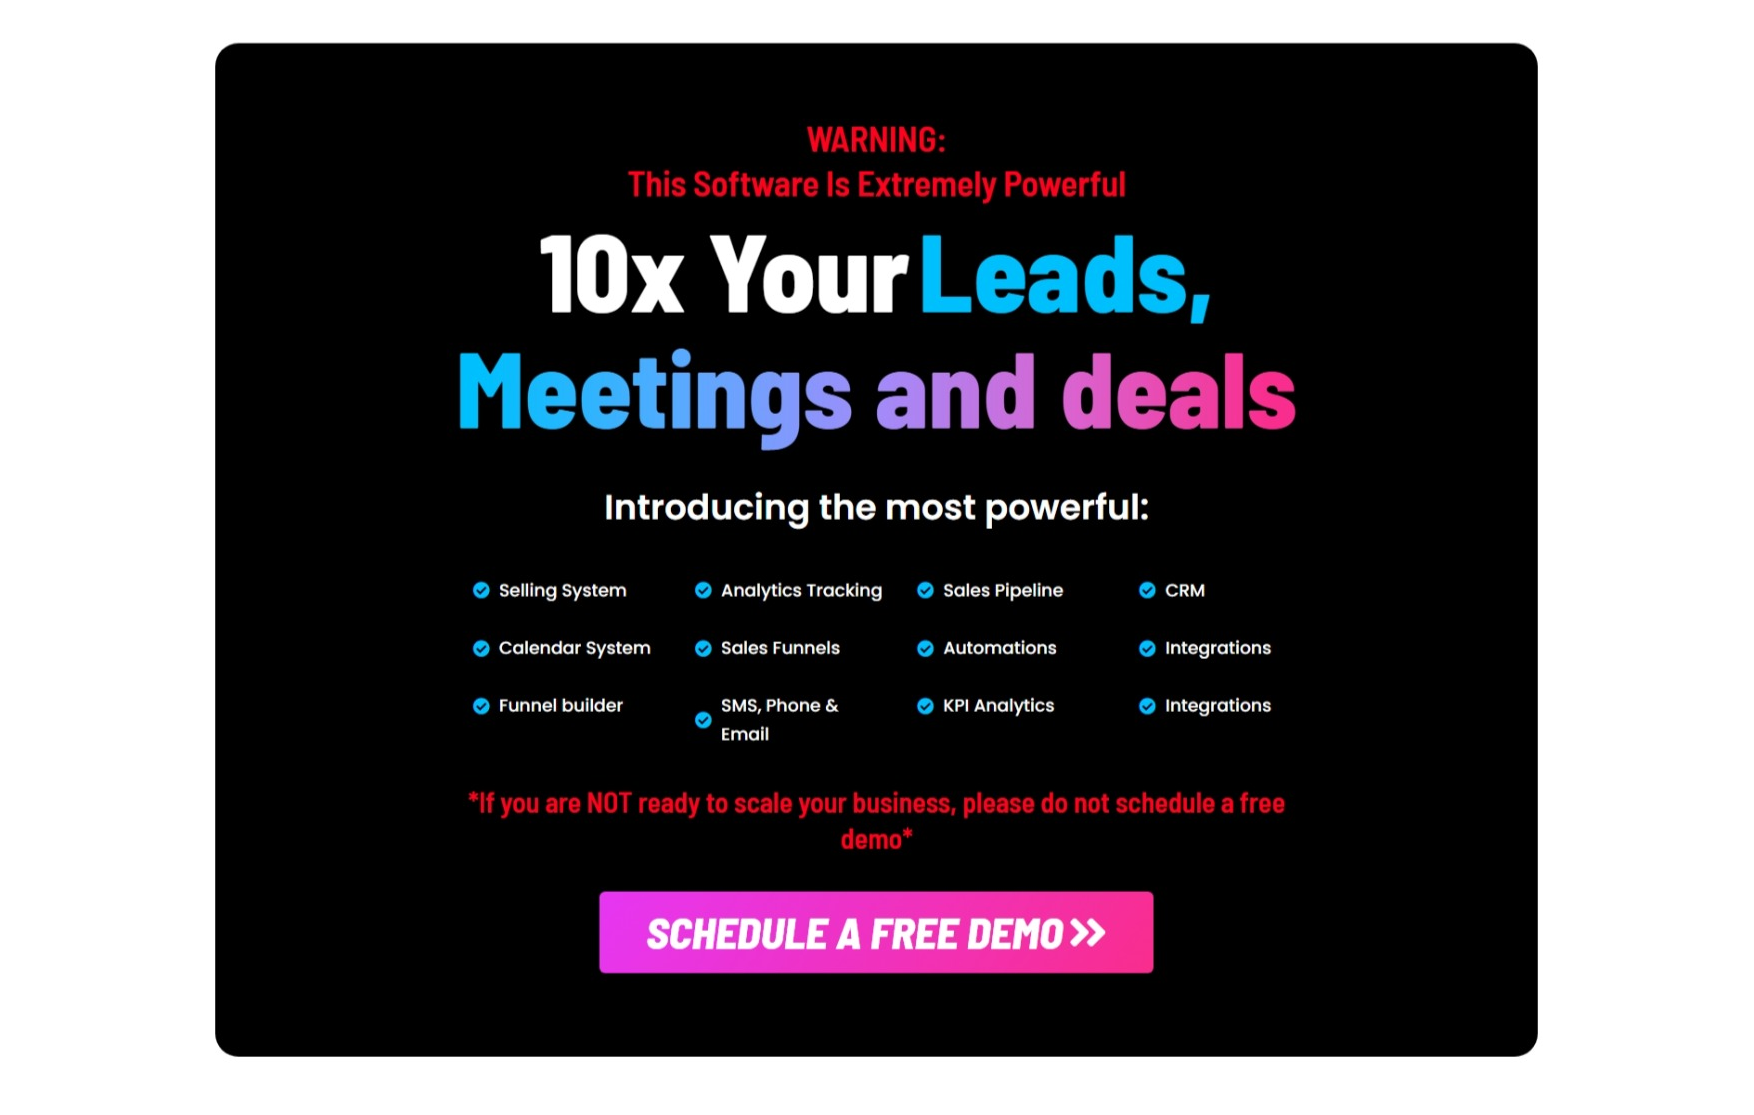 WARNING:
This Software Is Extremely Powerful
10x Your Leads,
Meetings and deals
Introducing the most powerful:
Selling System
Analytics Tracking
Sales Pipeline
CRM
Calendar System
Sales Funnels
Automations
Integrations
Funnel builder
SMS, Phone &
Email
KPI Analytics
Integrations
*If you are NOT ready to scale your business, please do not schedule a free
demo*
SCHEDULE A FREE DEMO